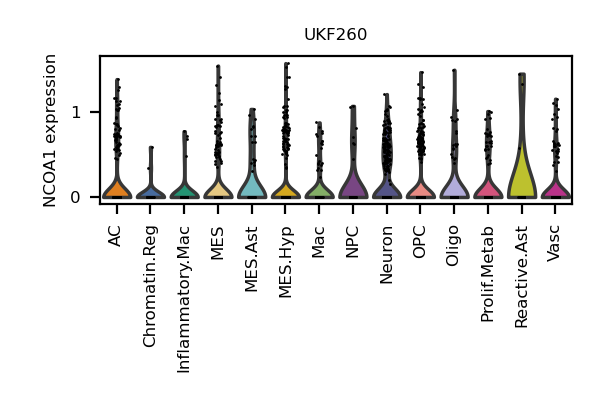 UKF260
NCOA1 expression
1
0
AC
Chromatin.Reg
Inflammatory.Mac
MES
MES.Ast
MES.Hyp
Mac
NPC
Neuron
OPC
Oligo
Prolif.Metab
Reactive.Ast
Vasc